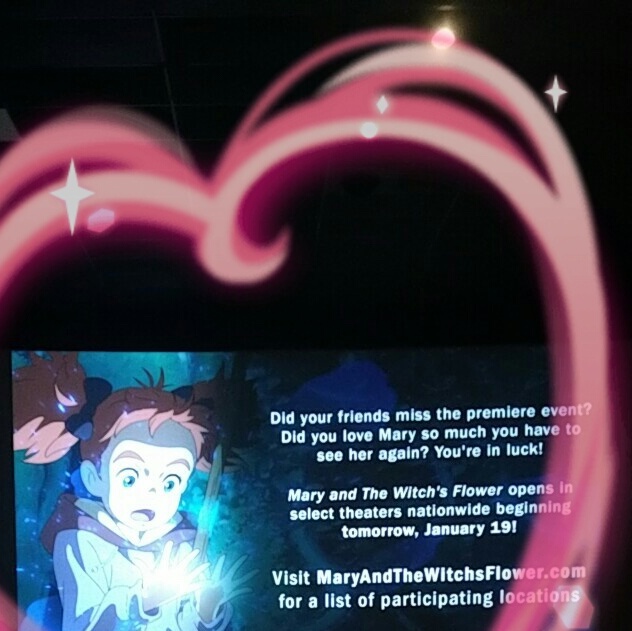 Did your friends miss the premiere event?
Did you love Mary so much you have to
see her again? You're in luck!
Mary and The Witch's Flower opens in
select theaters nationwide beginning
tomorrow, January 19!
Visit MaryAndTheWitchsFlower.com
for a list of participating locations